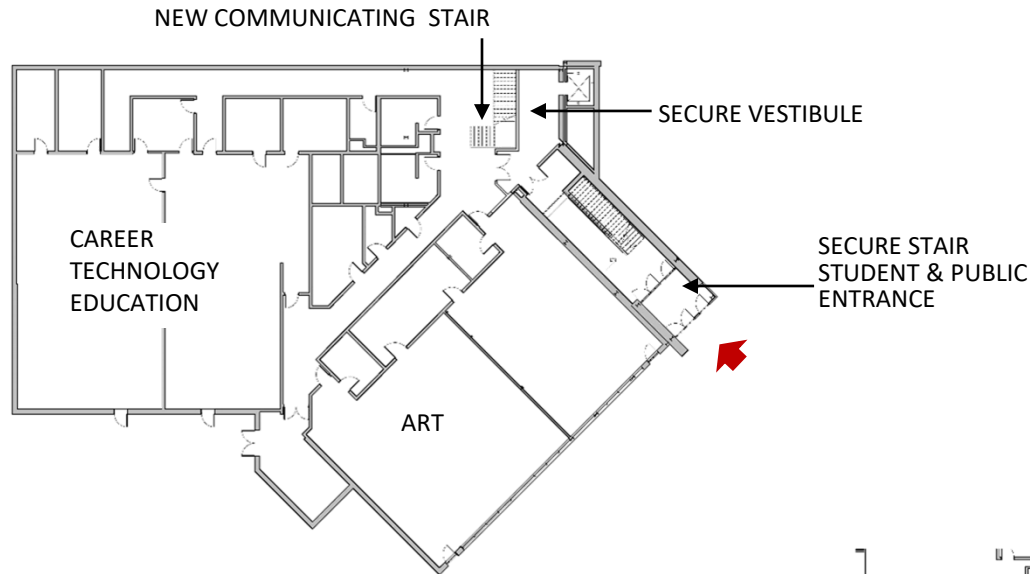 NEW COMMUNICATING STAIR
SECURE VESTIBULE
CAREER
TECHNOLOGY
EDUCATION
SECURE STAIR
STUDENT & PUBLIC
ENTRANCE
ART